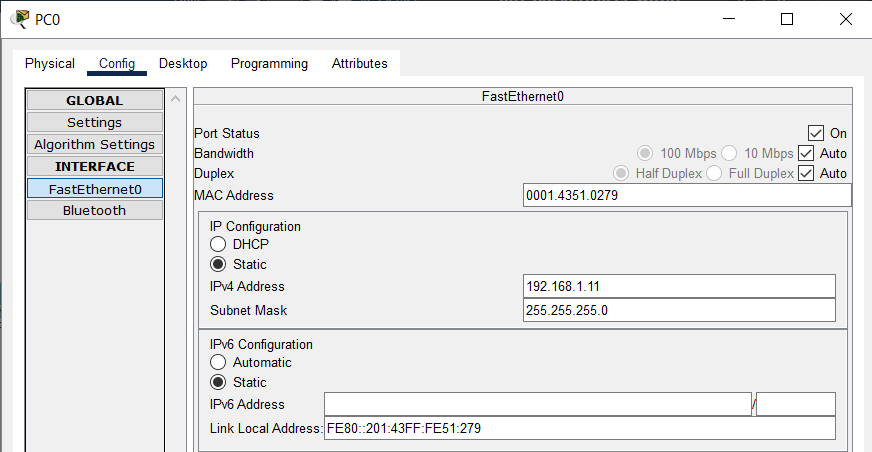 PC0
Physical Config Desktop Programming Attributes
GLOBAL
Settings
Algorithm Settings
INTERFACE
FastEthernet0
Bluetooth
FastEthernet0
Port Status On
Bandwidth 100 Mbps 10 Mbps Auto
Duplex Half Duplex Full Duplex Auto
MAC Address 0001.4351.0279
IP Configuration
DHCP
Static
IPv4 Address 192.168.1.11
Subnet Mask 255.255.255.0
IPv6 Configuration
Automatic
Static
IPv6 Address /
Link Local Address: FE80::201:43FF:FE51:279